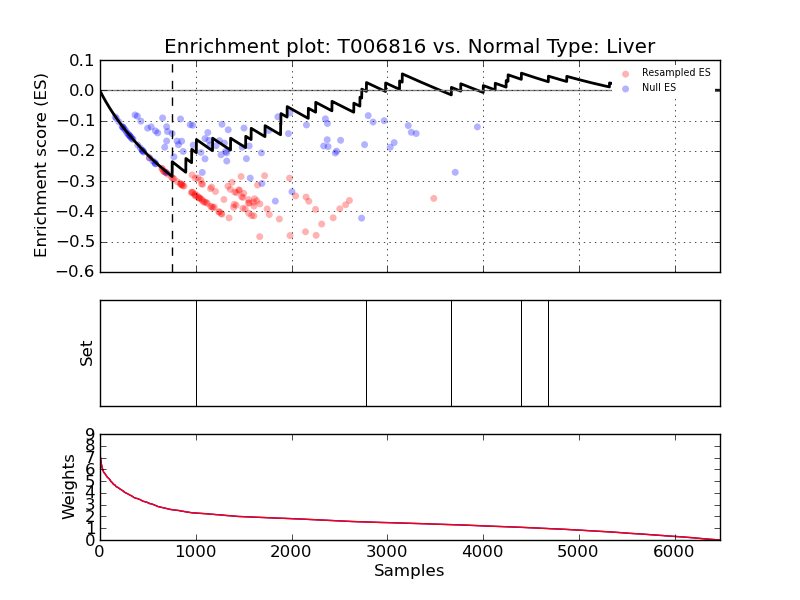 Enrichment plot: T006816 vs. Normal Type: Liver
Enrichment score (ES)
0.1
0.0
−0.1
−0.2
−0.3
−0.4
−0.5
−0.6
Resampled ES
Null ES
Set
Weights
9
8
7
6
5
4
3
2
1
0
0 1000 2000 3000 4000 5000 6000
Samples